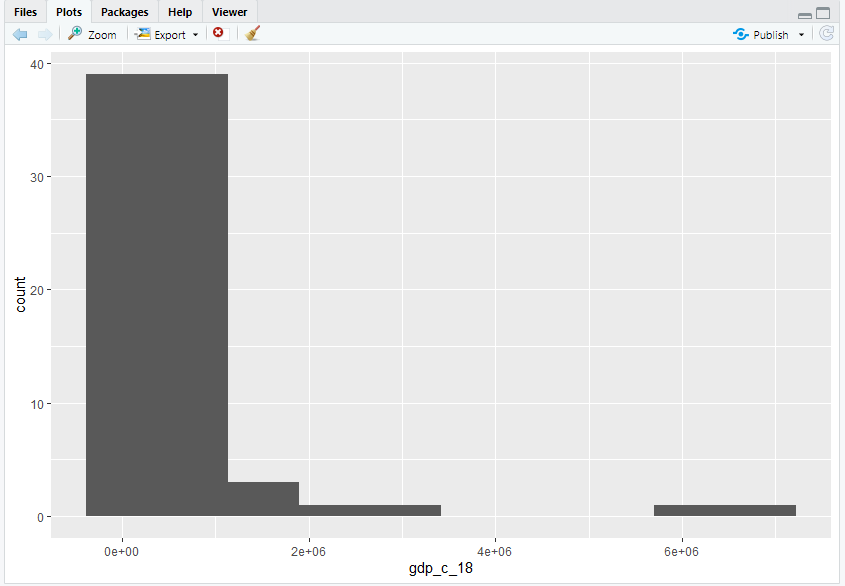 Files Plots Packages Help Viewer
Zoom Export Publish
40
30
20
10
0
count
0e+00 2e+06 4e+06 6e+06
gdp_c_18